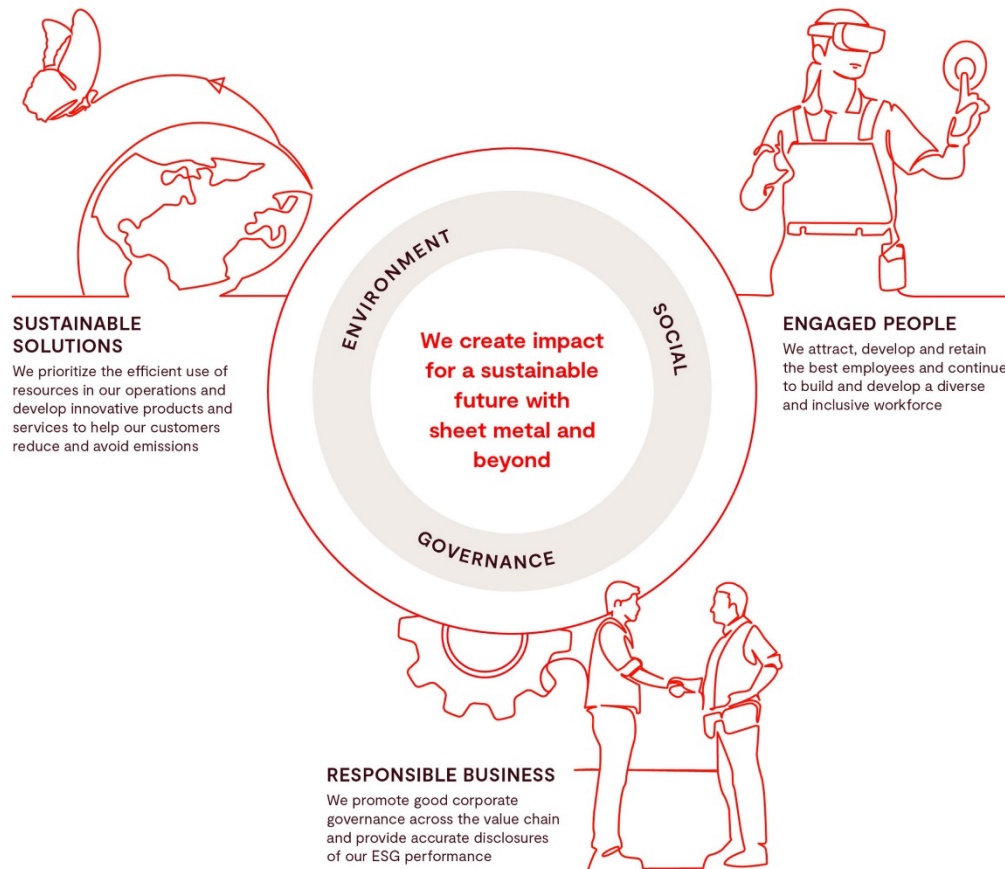 ENVIRONMENT
SOCIAL
GOVERNANCE
We create impact
for a sustainable
future with
sheet metal and
beyond
SUSTAINABLE
SOLUTIONS
We prioritize the efficient use of
resources in our operations and
develop innovative products and
services to help our customers
reduce and avoid emissions
ENGAGED PEOPLE
We attract, develop and retain
the best employees and continue
to build and develop a diverse
and inclusive workforce
RESPONSIBLE BUSINESS
We promote good corporate
governance across the value chain
and provide accurate disclosures
of our ESG performance